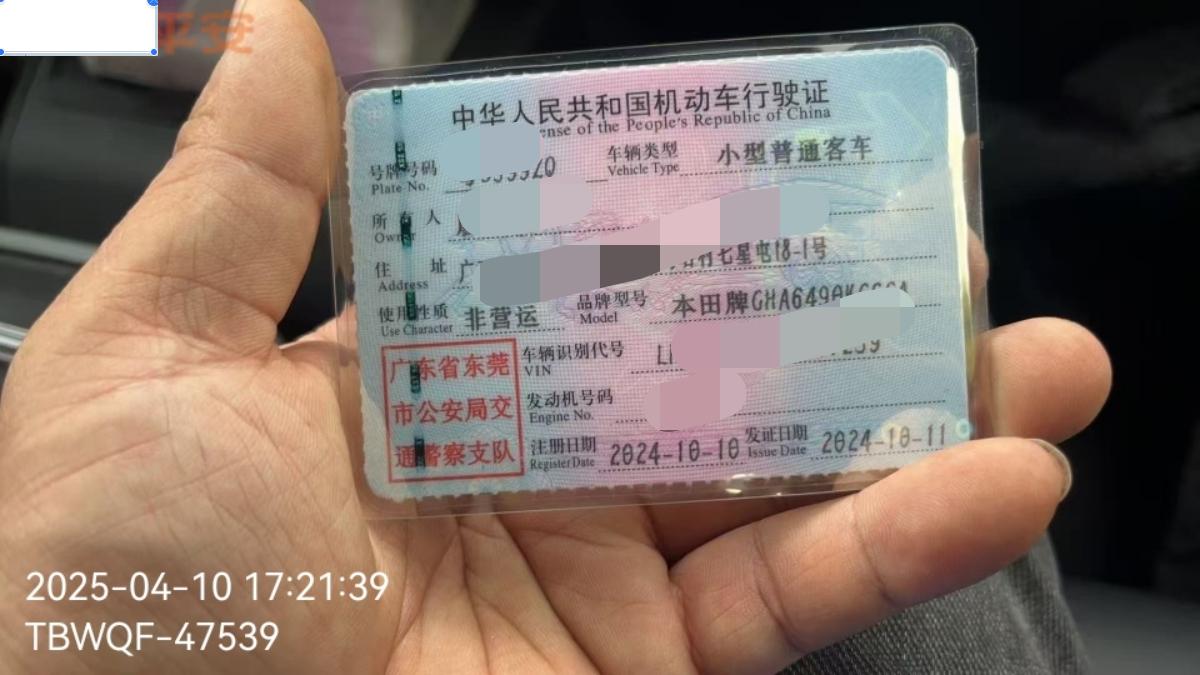 平安
中华人民共和国机动车行驶证
ense of the People's Republic of China
号牌号码 车辆类型 小型普通客车
Plate No. Vehicle Type
所有人
Owner
住址 七星屯18-1号
Address
使用性质 非营运 品牌型号 本田牌
Use Character Model
车辆识别代号
VIN
发动机号码
Engine No.
广东省东莞
市公安局交
通警察支队
注册日期 2024-10-10 发证日期 2024-10-11
Register Date Issue Date
2025-04-10 17:21:39
TBWQF-47539